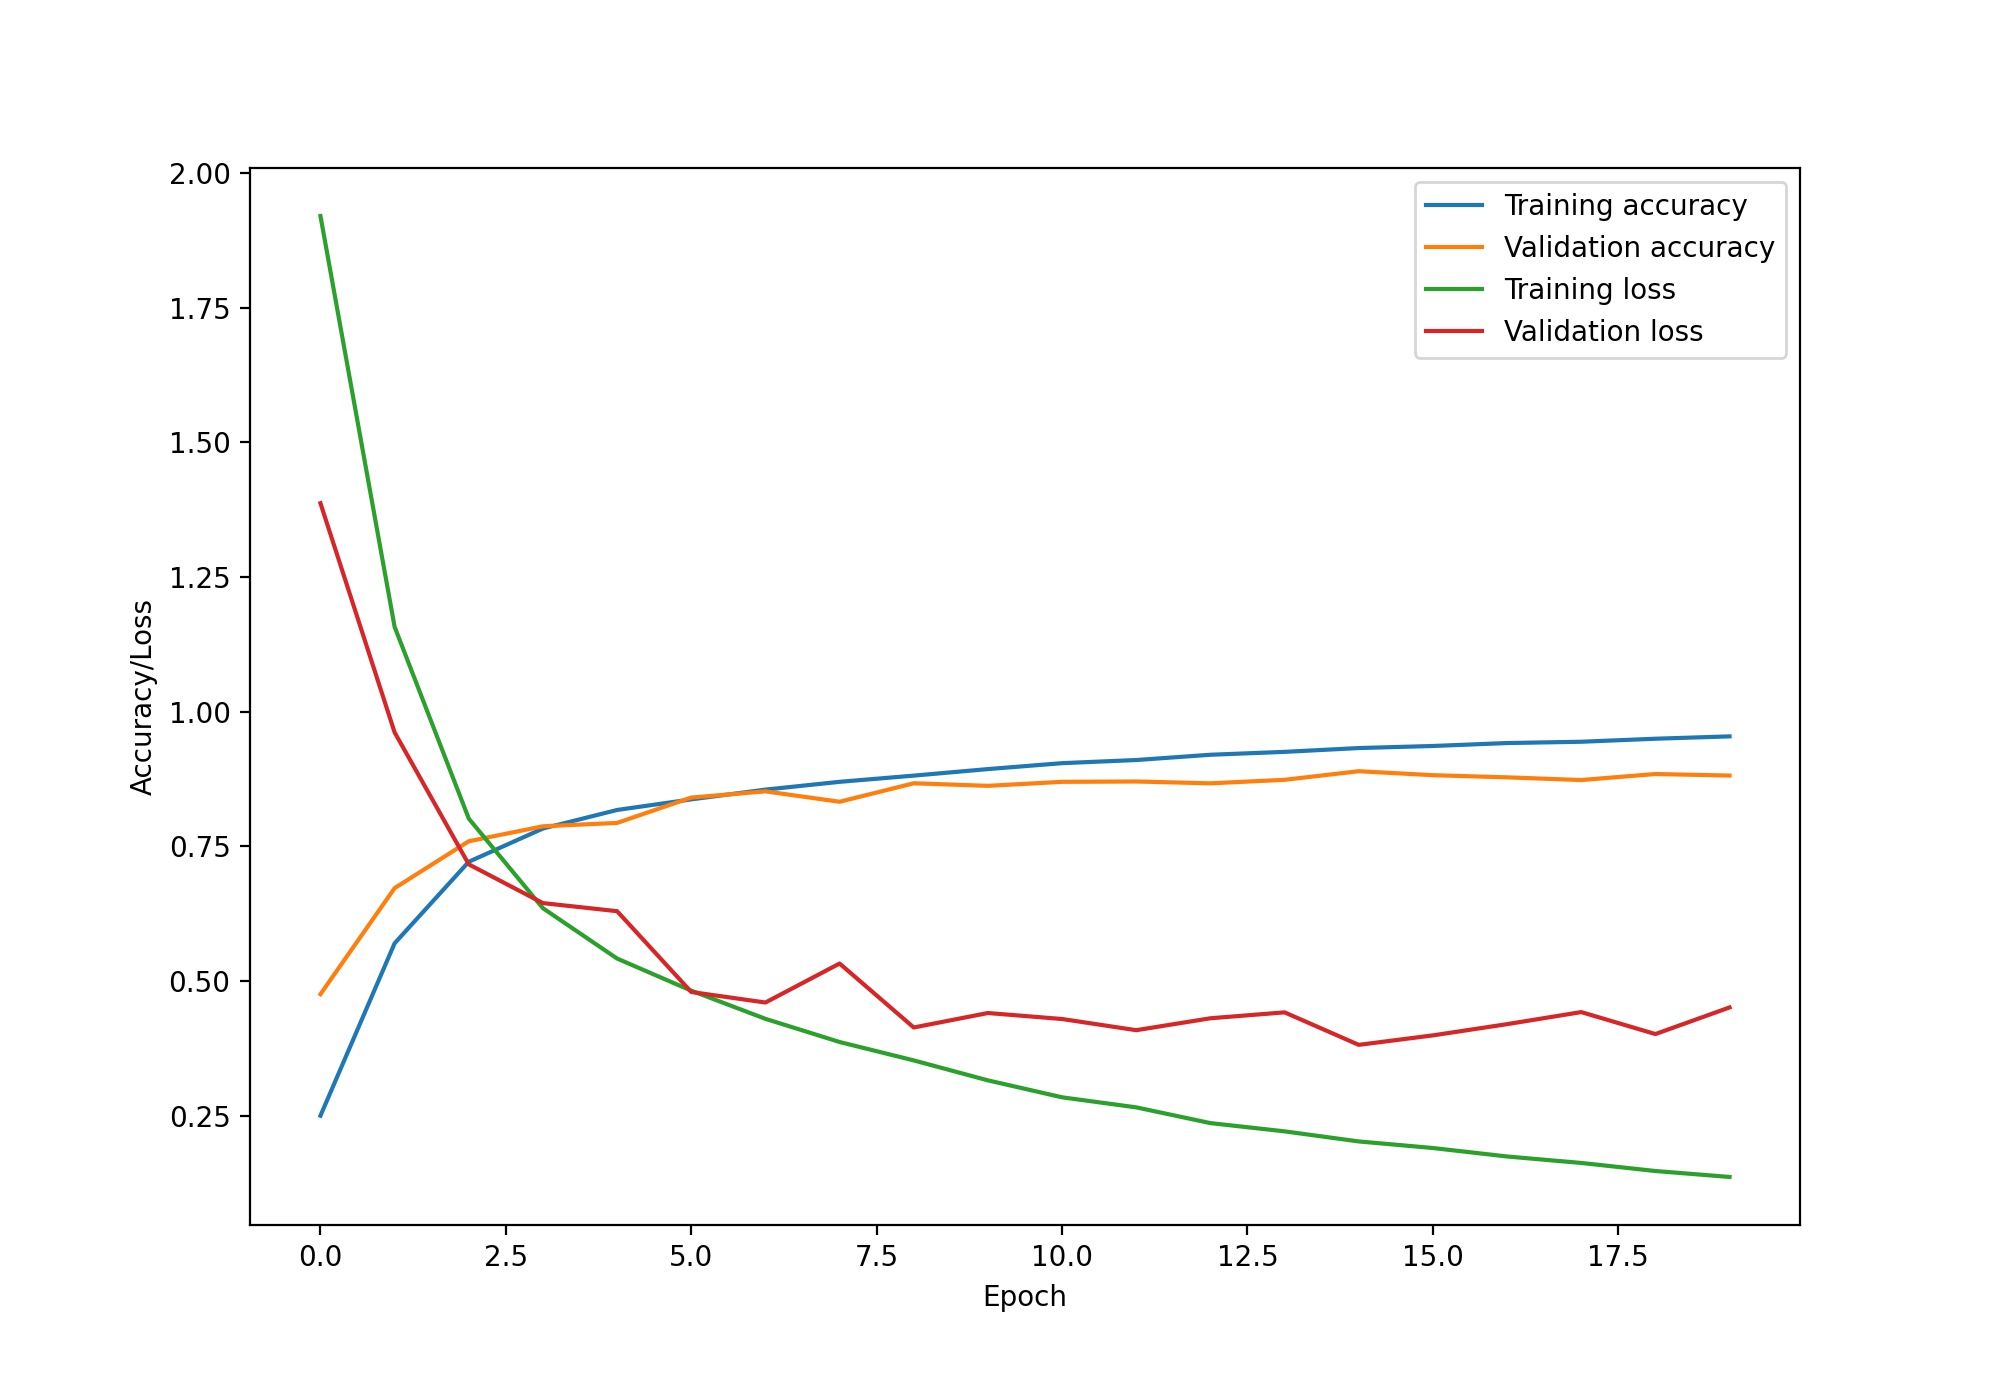 2.00
1.75
1.50
1.25
1.00
0.75
0.50
0.25
Accuracy/Loss
Training accuracy
Validation accuracy
Training loss
Validation loss
0.0 2.5 5.0 7.5 10.0 12.5 15.0 17.5
Epoch